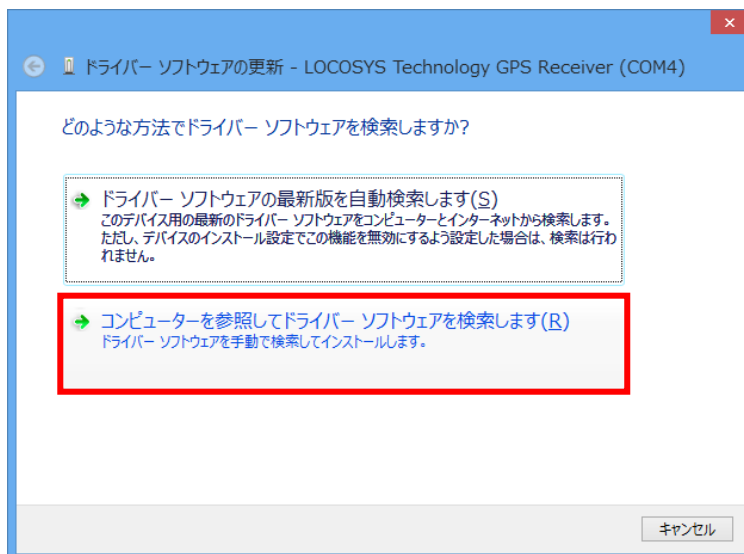 ドライバー ソフトウェアの更新 - LOCOSYS Technology GPS Receiver (COM4)
どのような方法でドライバー ソフトウェアを検索しますか?
ドライバー ソフトウェアの最新版を自動検索します(S)
このデバイス用の最新のドライバー ソフトウェアをコンピューターとインターネットから検索します。
ただし、デバイスのインストール設定でこの機能を無効にするよう設定した場合は、検索は行わ
れません。
コンピューターを参照してドライバー ソフトウェアを検索します(R)
ドライバー ソフトウェアを手動で検索してインストールします。
キャンセル